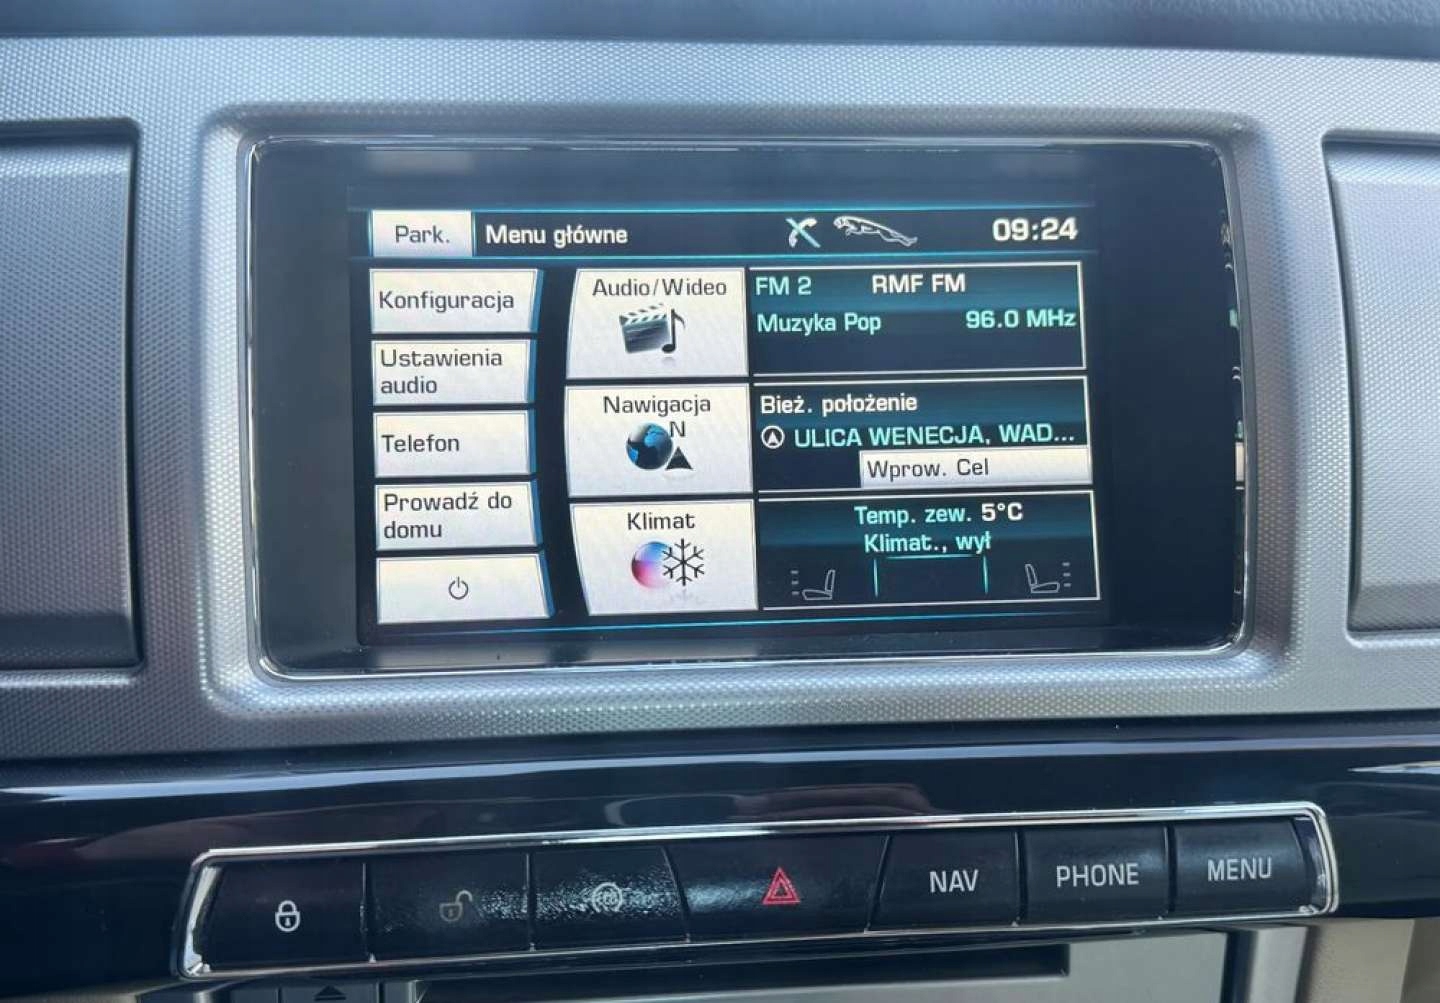 Park.
Menu główne
09:24
Konfiguracja
Audio/Wideo
FM 2 RMF FM
Muzyka Pop 96.0 MHz
Ustawienia
audio
Telefon
Nawigacja
N
Bież. położenie
ULICA WENECJA, WAD...
Wprow. Cel
Prowadź do
domu
Klimat
Temp. zew. 5°C
Klimat., wył
NAV
PHONE
MENU